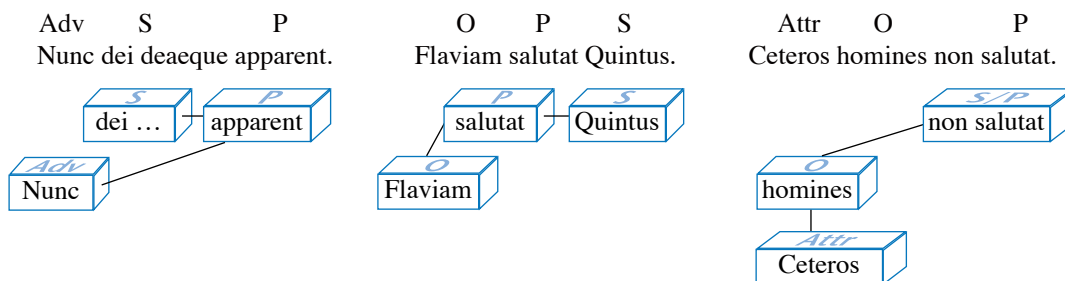 Adv S P
Nunc dei deaeque apparent.
S P
dei … apparent
Adv
Nunc
O P S
Flaviam salutat Quintus.
P S
salutat Quintus
O
Flaviam
Attr O P
Ceteros homines non salutat.
S/P
non salutat
O
homines
Attr
Ceteros